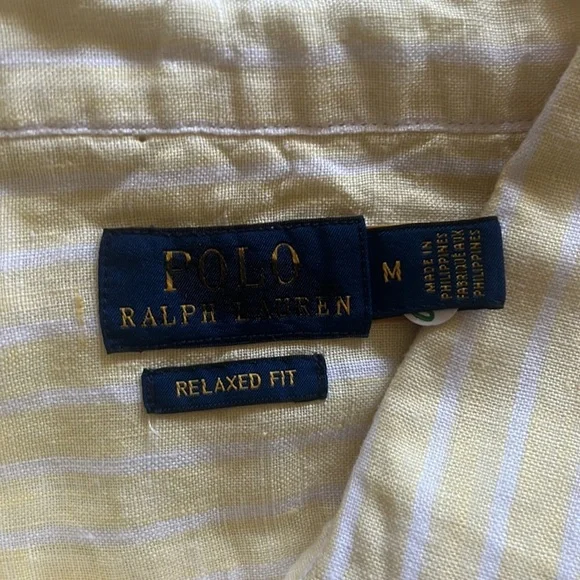 POLO
RALPH LAUREN
M
MADE IN
PHILIPPINES
FABRIQUÉ AUX
PHILIPPINES
RELAXED FIT